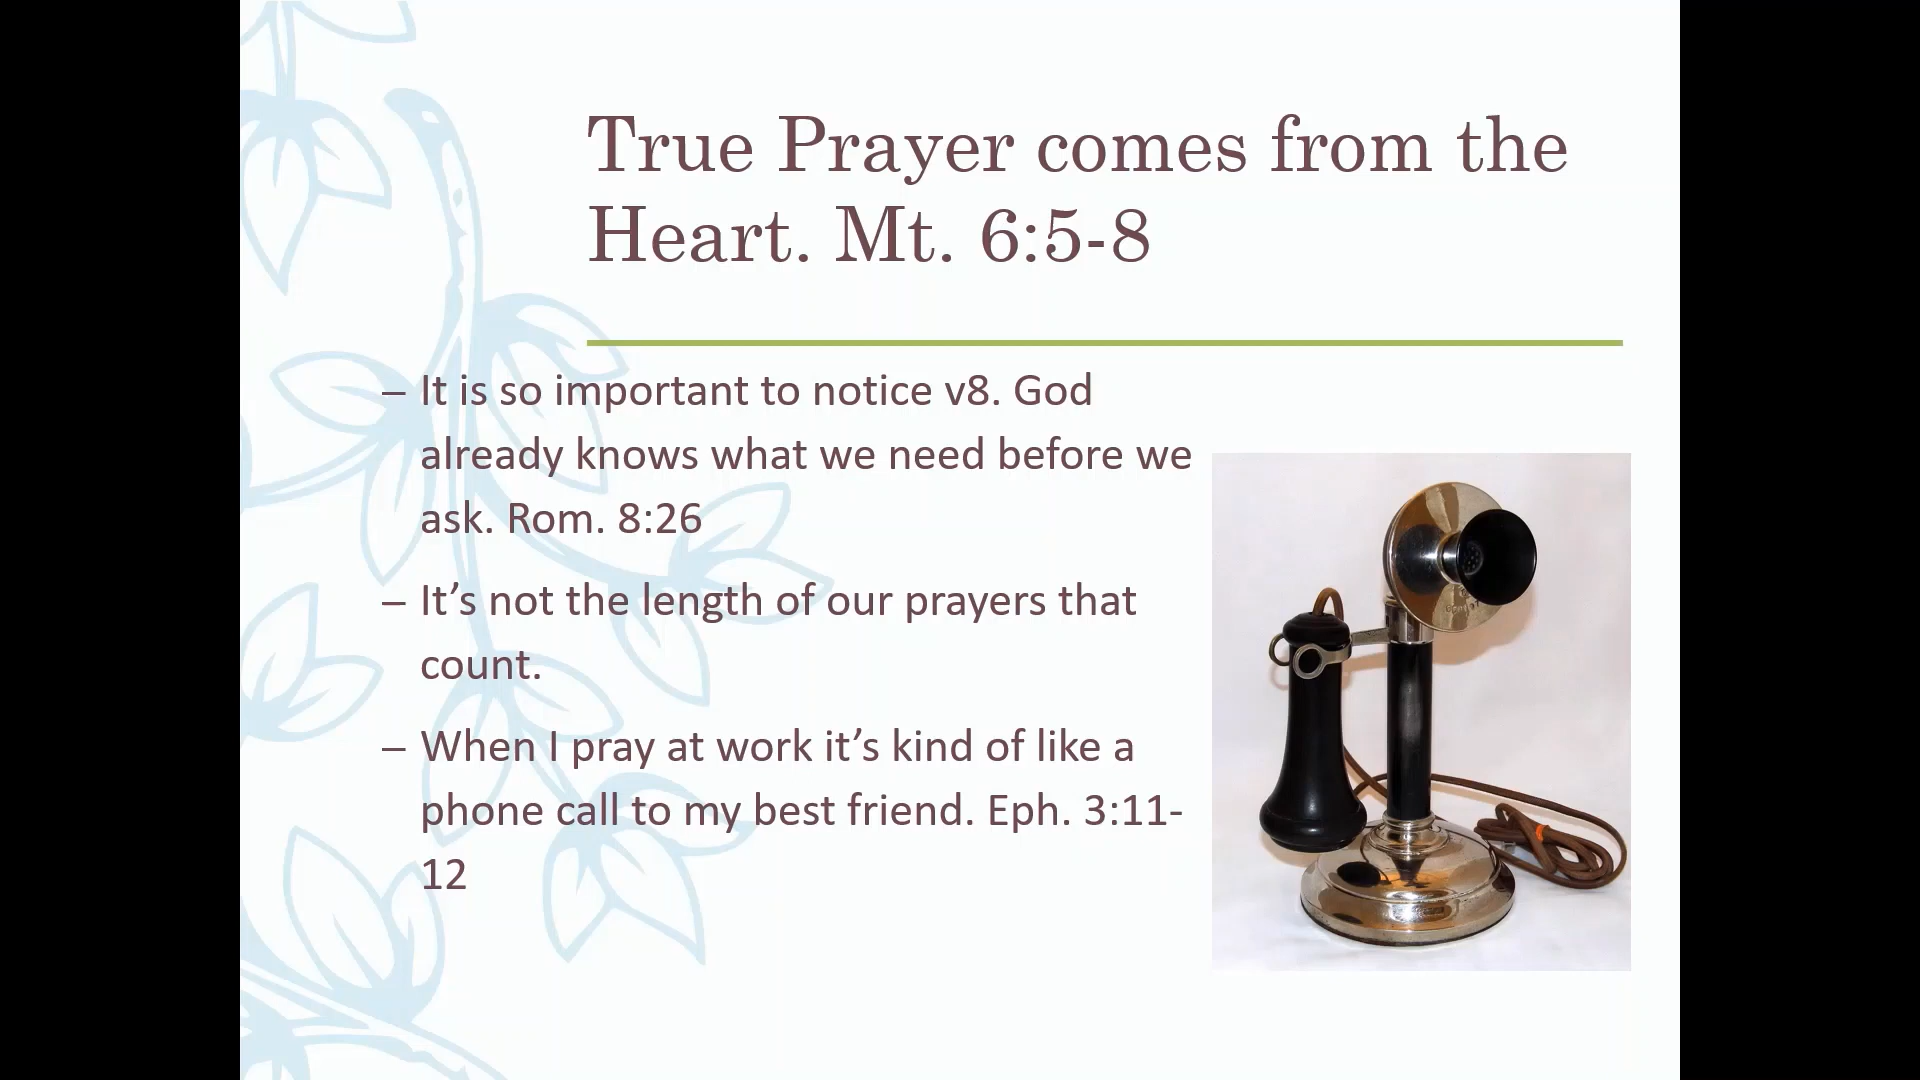 True Prayer comes from the
Heart. Mt. 6:5-8
– It is so important to notice v8. God
already knows what we need before we
ask. Rom. 8:26
– It’s not the length of our prayers that
count.
– When I pray at work it’s kind of like a
phone call to my best friend. Eph. 3:11-
12